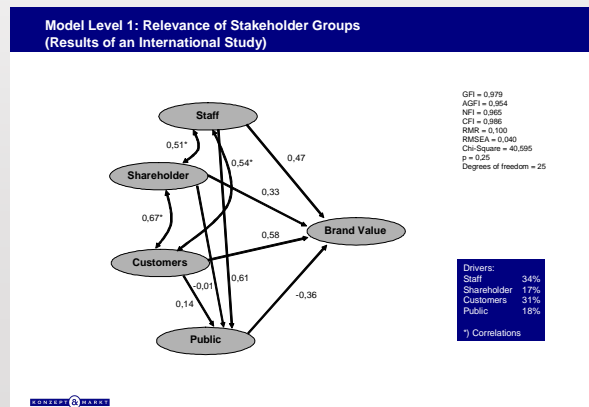 Model Level 1: Relevance of Stakeholder Groups
(Results of an International Study)
GFI = 0,979
AGFI = 0,954
NFI = 0,965
CFI = 0,986
RMR = 0,100
RMSEA = 0,040
Chi-Square = 40,595
p = 0,25
Degrees of freedom = 25
Staff
0,51*
0,54*
0,47
Shareholder
0,33
0,67*
0,58
Brand Value
Customers
-0,01
0,61
0,14
-0,36
Public
Drivers:
Staff 34%
Shareholder 17%
Customers 31%
Public 18%
*) Correlations
KONZEPT & MARKT